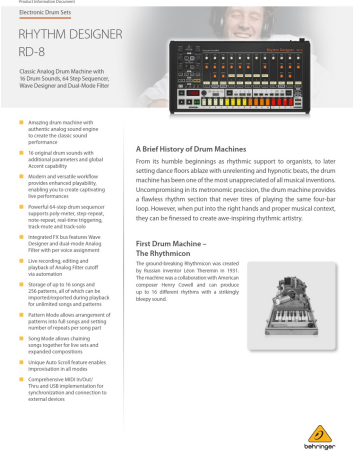 Product Information Document
Electronic Drum Sets
RHYTHM DESIGNER
RD-8
Classic Analog Drum Machine with
16 Drum Sounds, 64 Step Sequencer,
Wave Designer and Dual-Mode Filter
Amazing drum machine with
authentic analog sound engine
to create the classic sound
performance
16 original drum sounds with
additional parameters and global
Accent capability
Modern and versatile workflow
provides enhanced playability,
enabling you to create captivating
live performances
Powerful 64-step drum sequencer
supports poly-meter, step-repeat,
note-repeat, real-time triggering,
track mute and track solo
Integrated FX bus features Wave
Designer and dual-mode Analog
Filter with per voice assignment
Live recording, editing and
playback of Analog Filter cutoff
via automation
Storage of up to 16 songs and
256 patterns, all of which can be
imported/exported during playback
for unlimited songs and patterns
Pattern Mode allows arrangement of
patterns into full songs and setting
number of repeats per song part
Song Mode allows chaining
songs together for live sets and
expanded compositions
Unique Auto Scroll feature enables
improvisation in all modes
Comprehensive MIDI In/Out/
Thru and USB implementation for
synchronization and connection to
external devices
A Brief History of Drum Machines
From its humble beginnings as rhythmic support to organists, to later
setting dance floors ablaze with unrelenting and hypnotic beats, the drum
machine has been one of the most unappreciated of all musical inventions.
Uncompromising in its metronomic precision, the drum machine provides
a flawless rhythm section that never tires of playing the same four-bar
loop. However, when put into the right hands and proper musical context,
they can be finessed to create awe-inspiring rhythmic artistry.
First Drum Machine –
The Rhythmicon
The ground-breaking Rhythmicon was created
by Russian inventor Léon Theremin in 1931.
The machine was a collaboration with American
composer Henry Cowell and can produce
up to 16 different rhythms with a strikingly
bleepy sound.
behringer